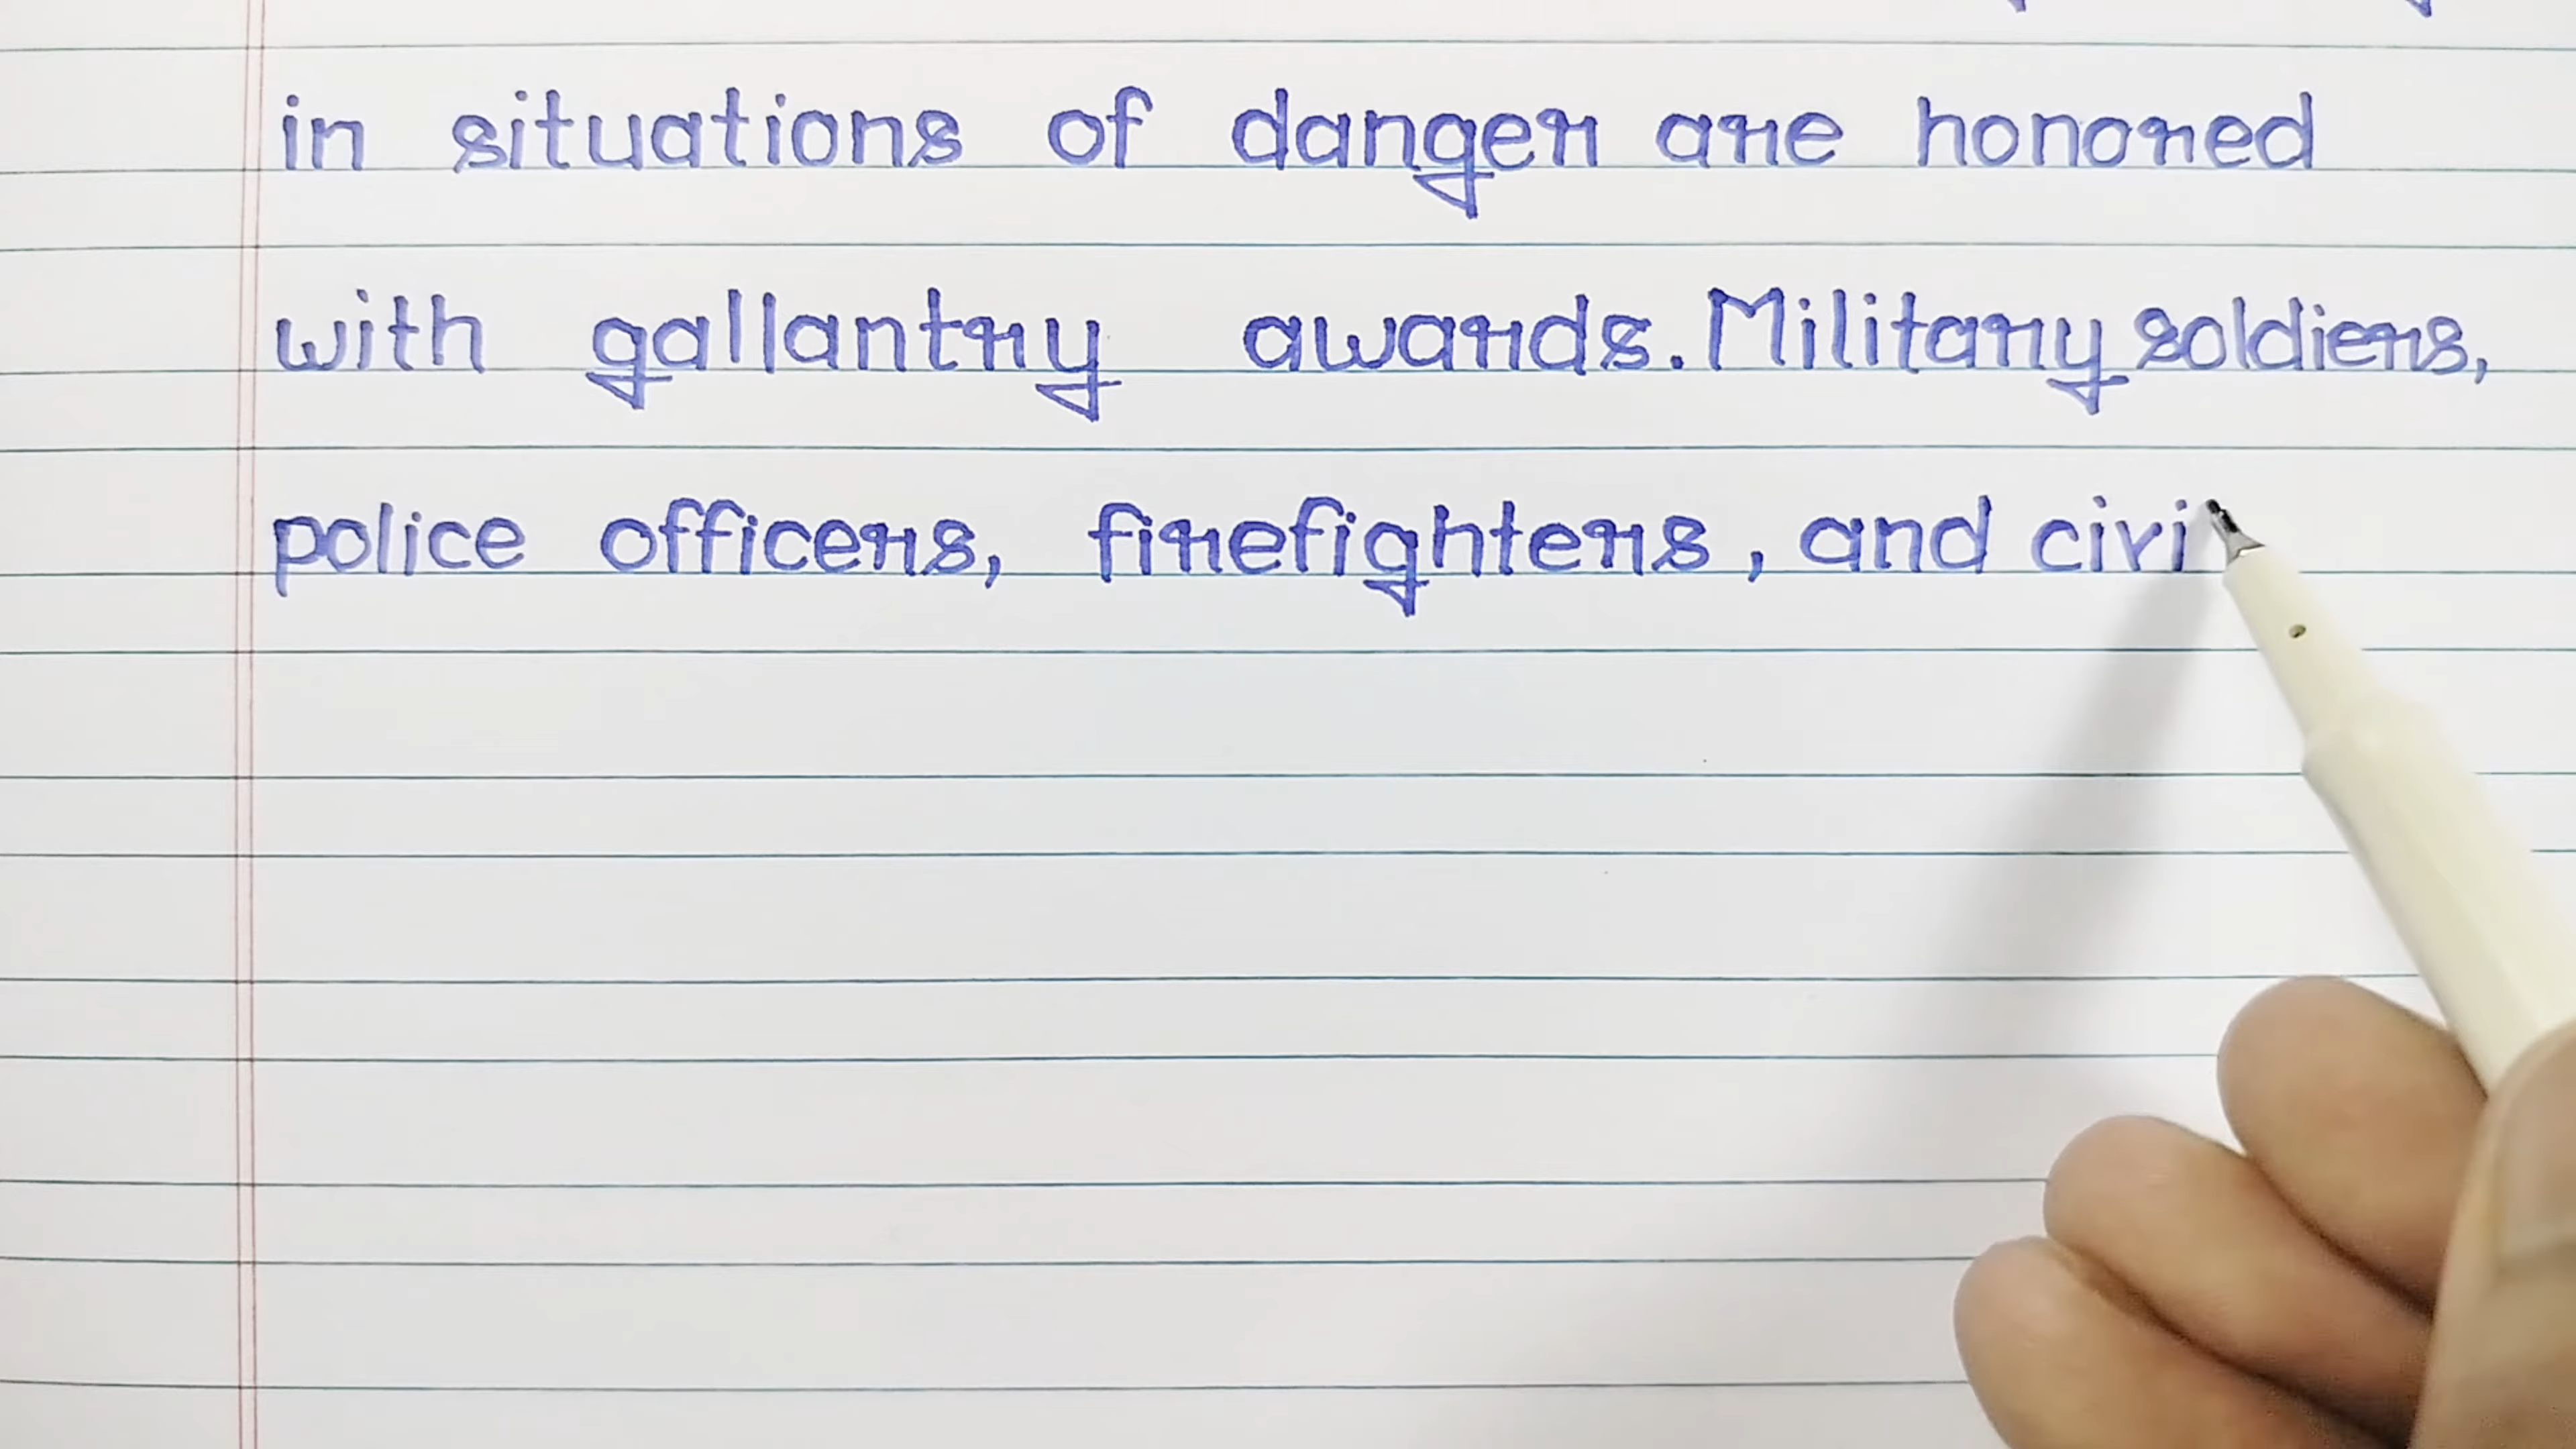 in situations of danger are honored
with gallantry awards. Military soldiers,
police officers, firefighters, and civi